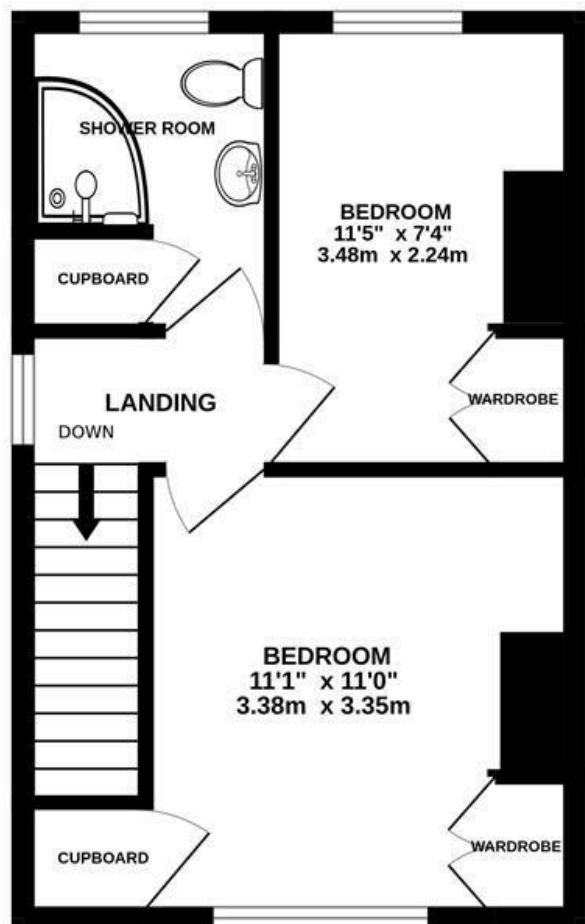 SHOWER ROOM
BEDROOM
11'5" x 7'4"
3.48m x 2.24m
CUPBOARD
WARDROBE
LANDING
DOWN
BEDROOM
11'1" x 11'0"
3.38m x 3.35m
WARDROBE
CUPBOARD